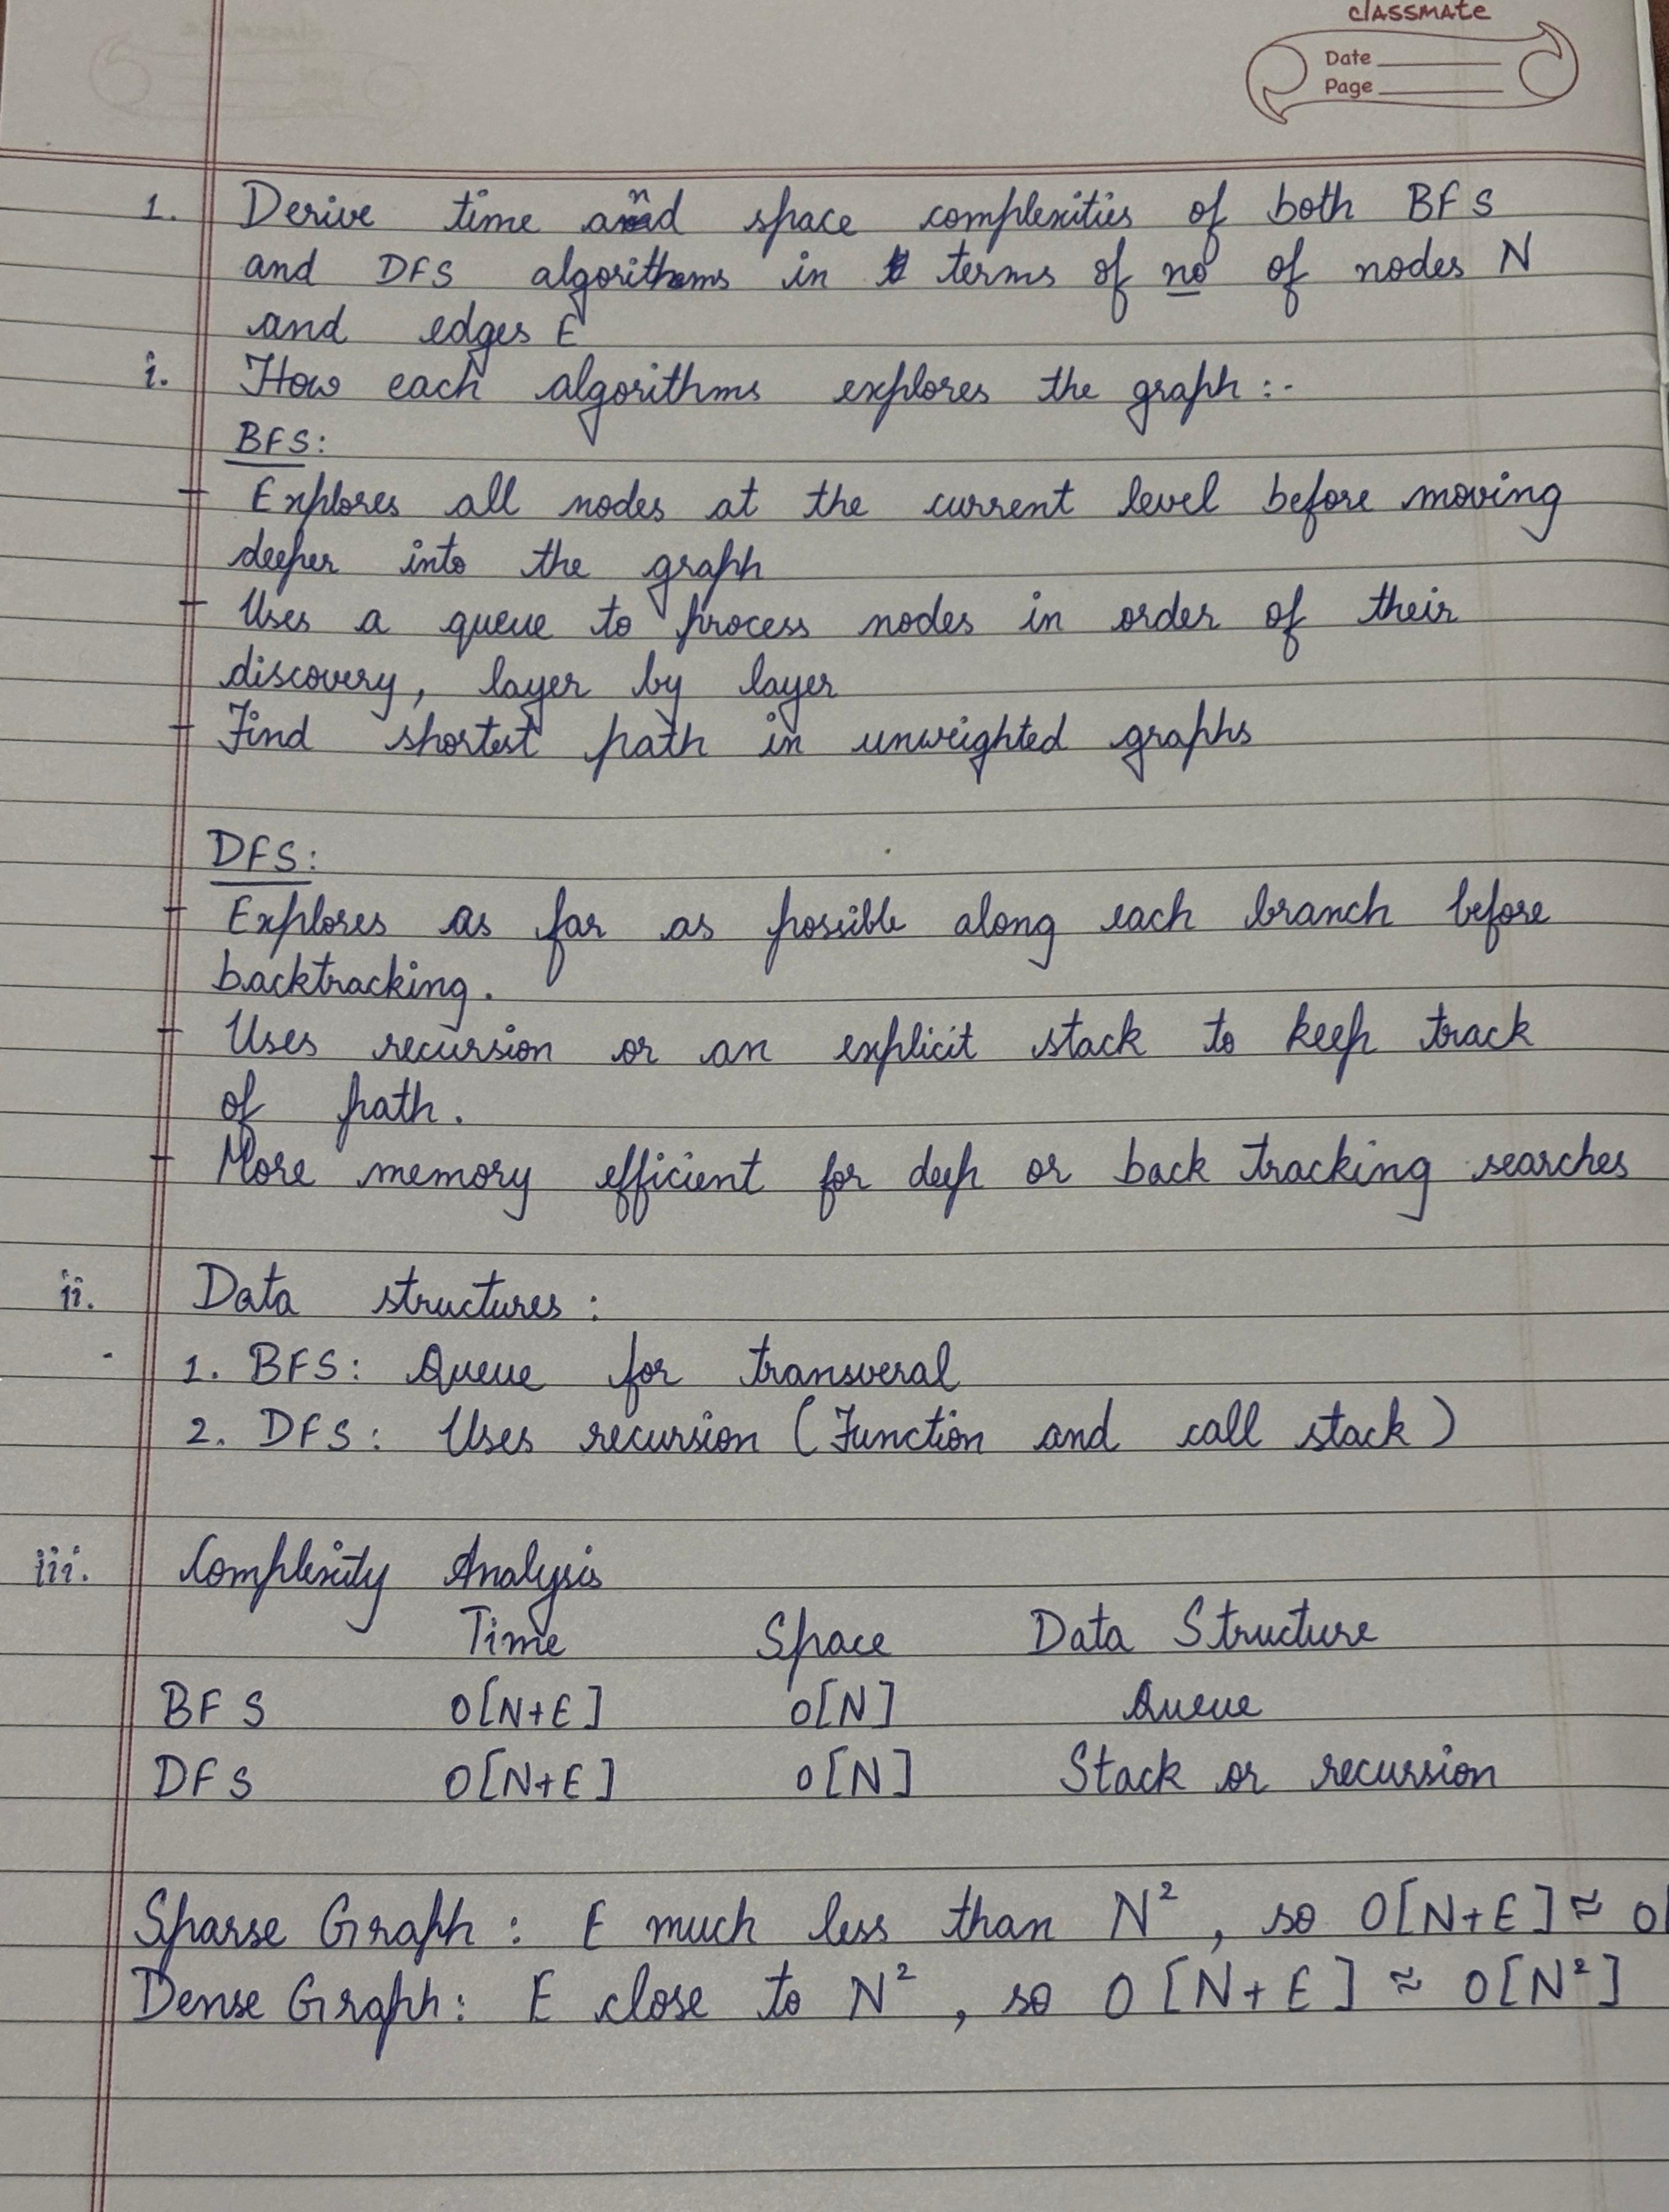 classmate
Date
Page
1. Derive time and space complexities of both BFS
and DFS algorithms in terms of no of nodes N
and edges E
i. How each algorithms explores the graph :-
BFS:
- Explores all nodes at the current level before moving
deeper into the graph
- Uses a queue to process nodes in order of their
discovery, layer by layer
- Find shortest path in unweighted graphs
DFS:
- Explores as far as possible along each branch before
backtracking.
- Uses recursion or an explicit stack to keep track
of path.
- More memory efficient for deep or back tracking searches
ii. Data structures:
- 1. BFS: Queue for transveral
2. DFS: Uses recursion (Function and call stack)
iii. Complexity Analysis
Time Space Data Structure
BFS O[N+E] O[N] Queue
DFS O[N+E] O[N] Stack or recursion
Sparse Graph: E much less than N², so O[N+E] ≈ O
Dense Graph: E close to N², so O[N+E] ≈ O[N²]